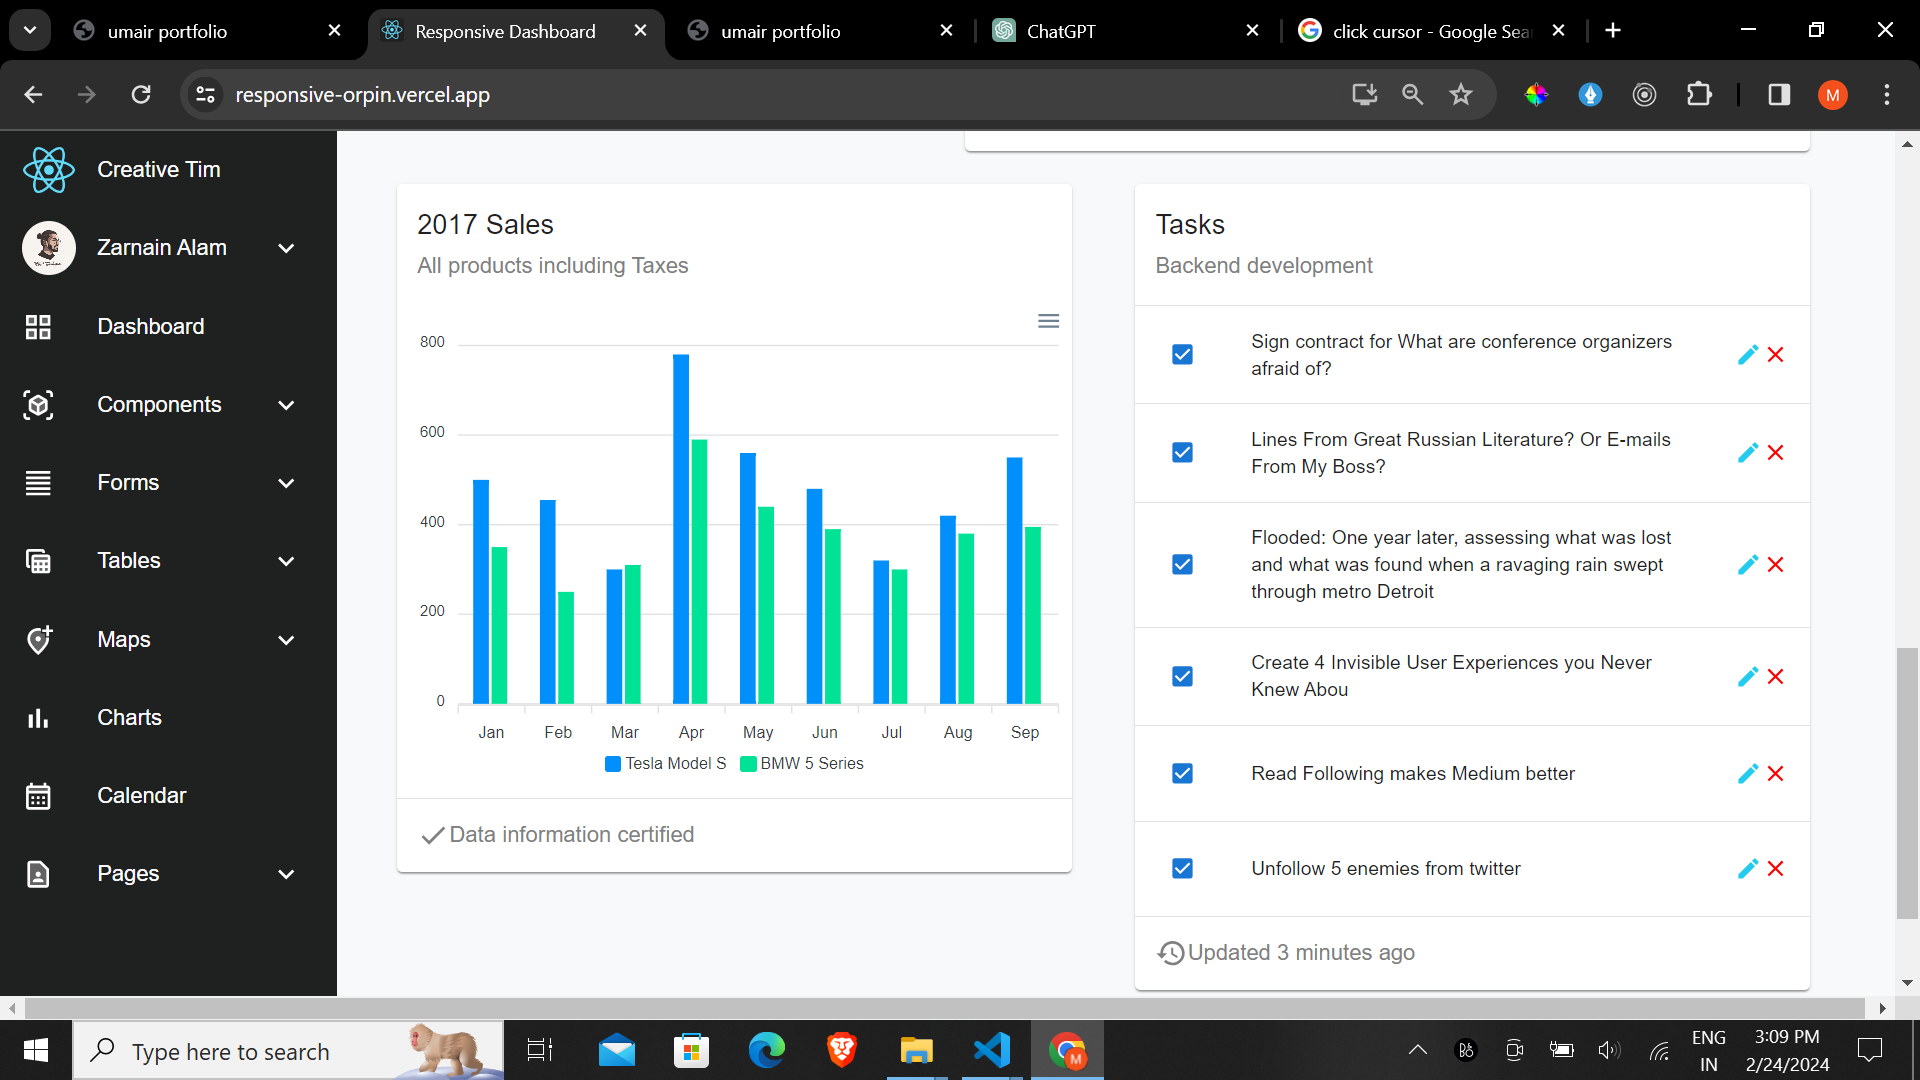 umair portfolio
Responsive Dashboard
umair portfolio
ChatGPT
click cursor - Google Sear
responsive-orpin.vercel.app
M
Creative Tim
Zarnain Alam
Dashboard
Components
Forms
Tables
Maps
Charts
Calendar
Pages
2017 Sales
All products including Taxes
800
600
400
200
0
Jan Feb Mar Apr May Jun Jul Aug Sep
Tesla Model S BMW 5 Series
Data information certified
Tasks
Backend development
Sign contract for What are conference organizers
afraid of?
Lines From Great Russian Literature? Or E-mails
From My Boss?
Flooded: One year later, assessing what was lost
and what was found when a ravaging rain swept
through metro Detroit
Create 4 Invisible User Experiences you Never
Knew Abou
Read Following makes Medium better
Unfollow 5 enemies from twitter
Updated 3 minutes ago
Type here to search
M
ENG
IN
3:09 PM
2/24/2024